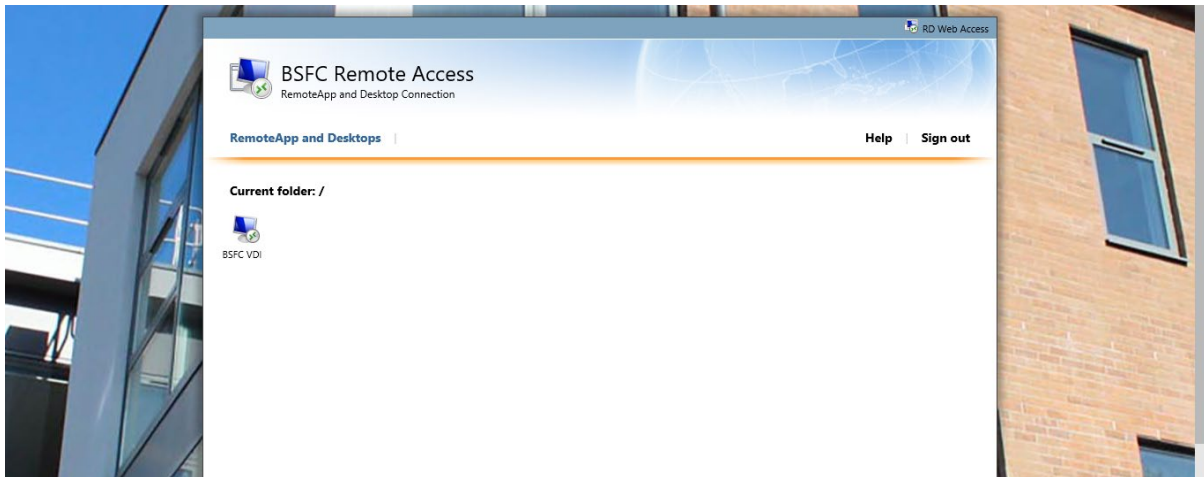 RD Web Access
BSFC Remote Access
RemoteApp and Desktop Connection
RemoteApp and Desktops
Help
Sign out
Current folder: /
BSFC VDI